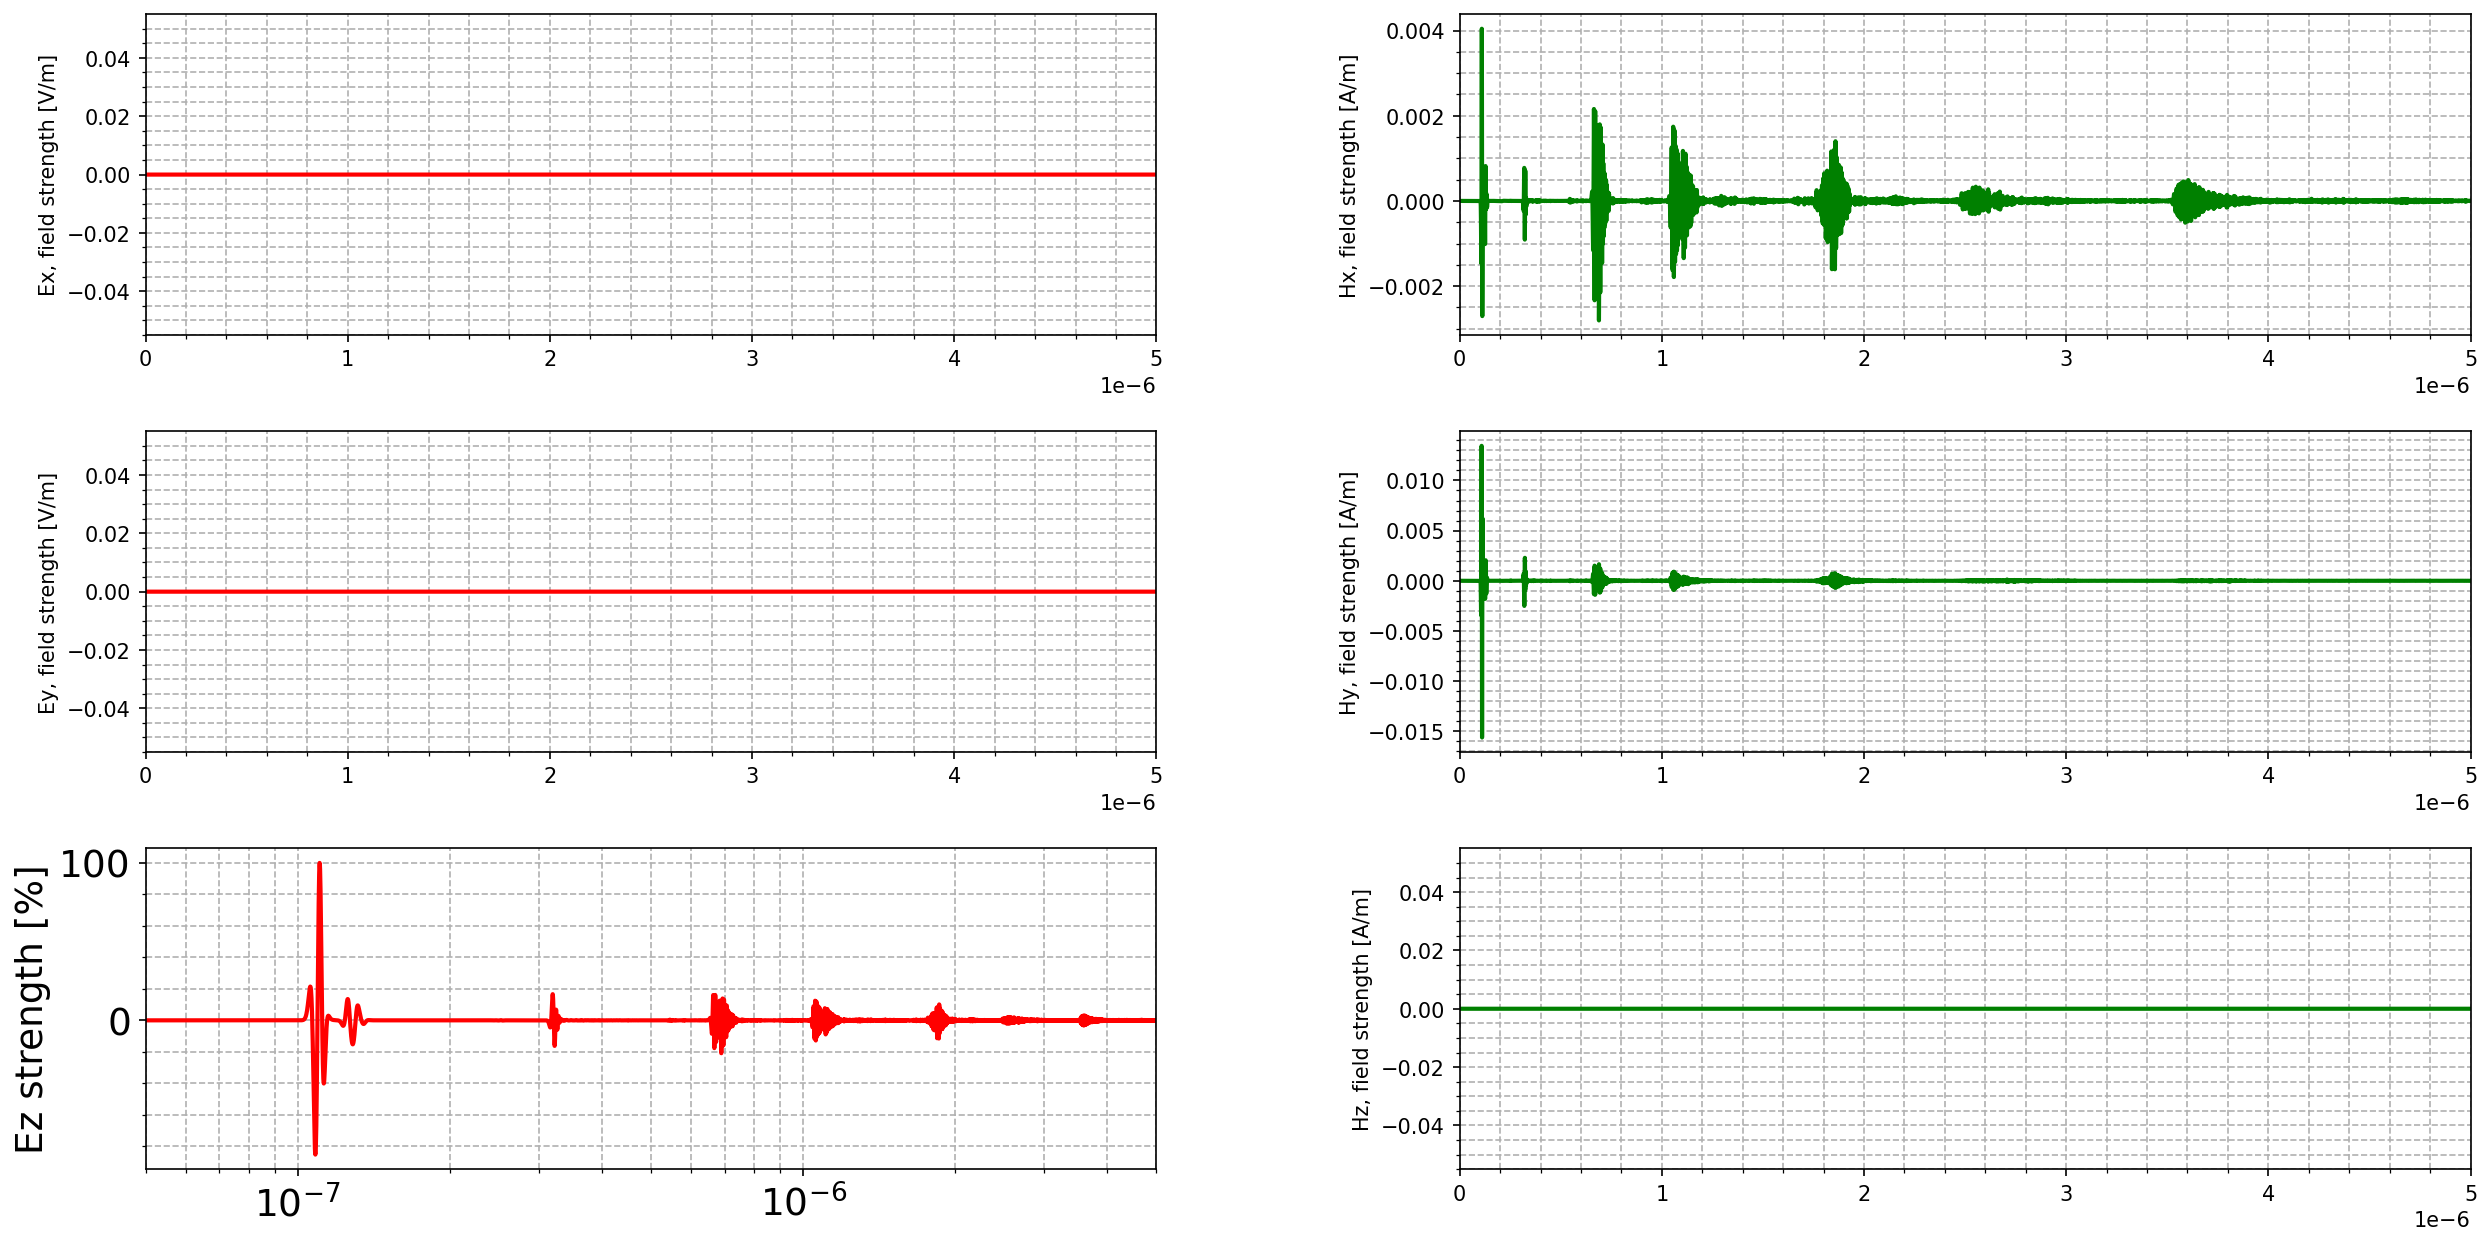 Ex, field strength [V/m]
0.04
0.02
0.00
−0.02
−0.04
0 1 2 3 4 5
1e−6
Hx, field strength [A/m]
0.004
0.002
0.000
−0.002
0 1 2 3 4 5
1e−6
Ey, field strength [V/m]
0.04
0.02
0.00
−0.02
−0.04
0 1 2 3 4 5
1e−6
Hy, field strength [A/m]
0.010
0.005
0.000
−0.005
−0.010
−0.015
0 1 2 3 4 5
1e−6
Ez strength [%]
100
0
10⁻⁷ 10⁻⁶
Hz, field strength [A/m]
0.04
0.02
0.00
−0.02
−0.04
0 1 2 3 4 5
1e−6